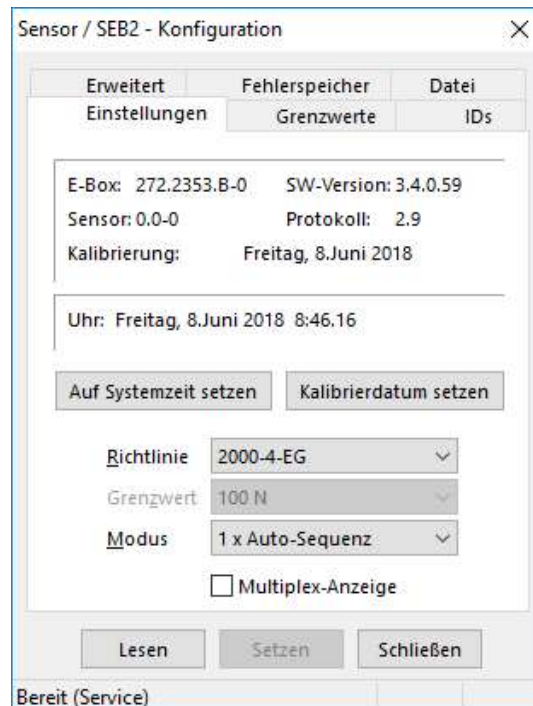 Sensor / SEB2 - Konfiguration
Erweitert Fehlerspeicher Datei
Einstellungen Grenzwerte IDs
E-Box: 272.2353.B-0 SW-Version: 3.4.0.59
Sensor: 0.0-0 Protokoll: 2.9
Kalibrierung: Freitag, 8.Juni 2018
Uhr: Freitag, 8.Juni 2018 8:46.16
Auf Systemzeit setzen Kalibrierdatum setzen
Richtlinie 2000-4-EG
Grenzwert 100 N
Modus 1 x Auto-Sequenz
Multiplex-Anzeige
Lesen Setzen Schließen
Bereit (Service)